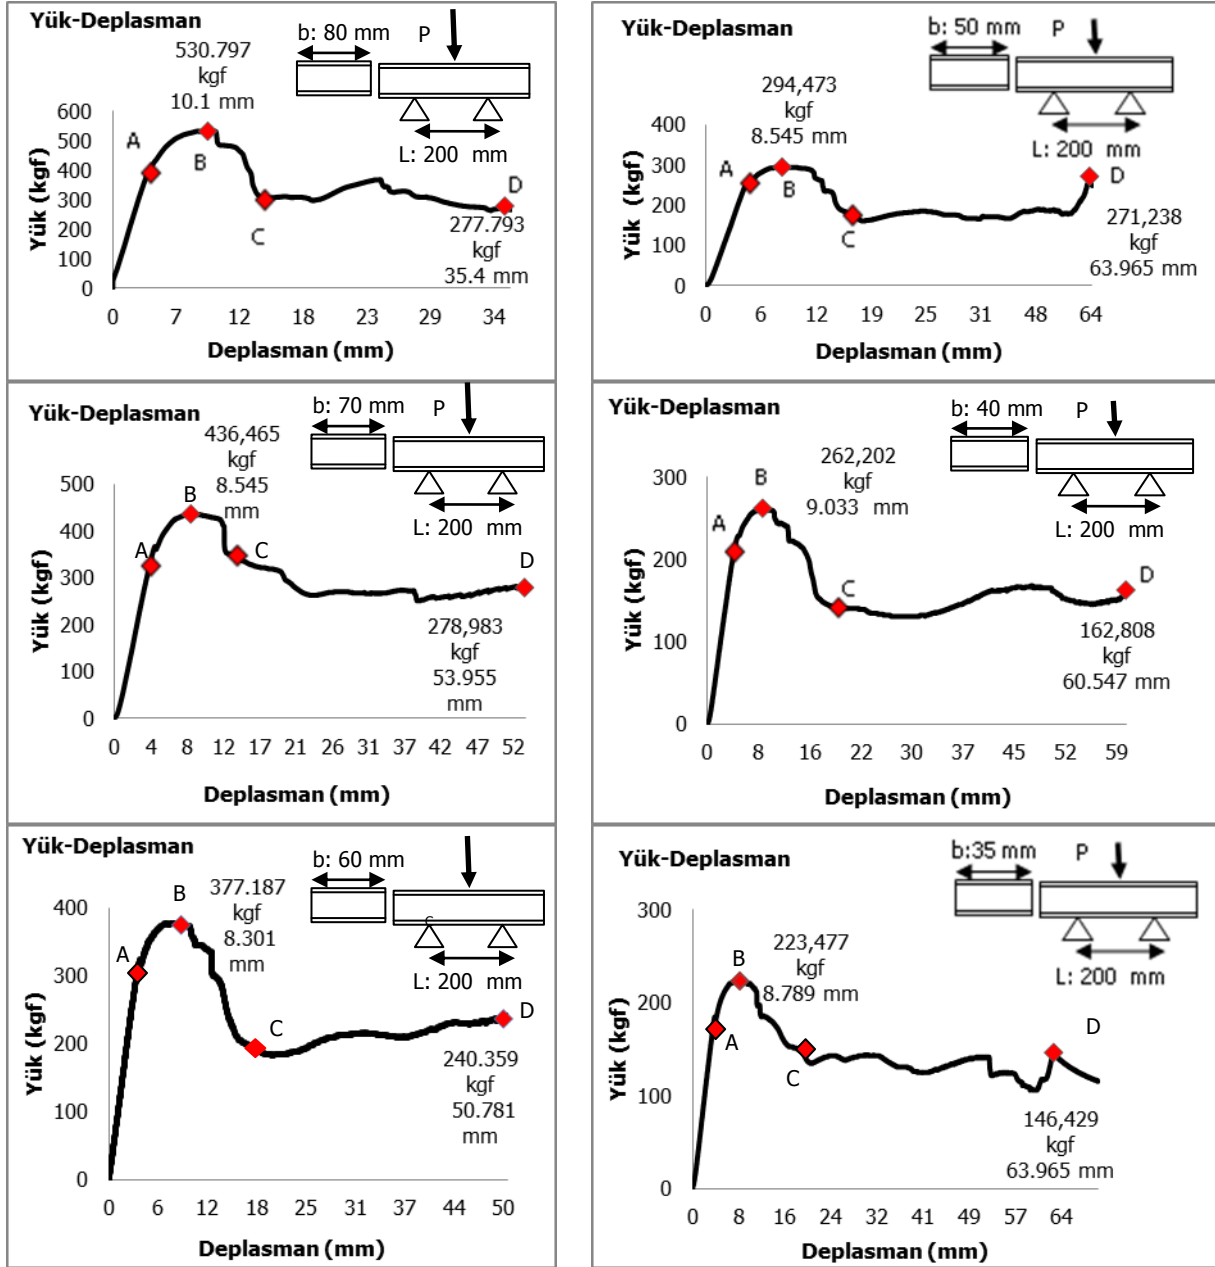 Yük-Deplasman
b: 80 mm
P
530.797
kgf
10.1 mm
L: 200 mm
A
B
C
D
277.793
kgf
35.4 mm
Yük (kgf)
600
500
400
300
200
100
0
0 7 12 18 23 29 34
Deplasman (mm)
Yük-Deplasman
b: 50 mm
P
294,473
kgf
8.545 mm
L: 200 mm
A
B
C
D
271,238
kgf
63.965 mm
Yük (kgf)
400
300
200
100
0
0 6 12 19 25 31 48 64
Deplasman (mm)
Yük-Deplasman
b: 70 mm
P
436,465
kgf
8.545
mm
L: 200 mm
A
B
C
D
278,983
kgf
53.955
mm
Yük (kgf)
500
400
300
200
100
0
0 4 8 12 17 21 26 31 37 42 47 52
Deplasman (mm)
Yük-Deplasman
b: 40 mm
P
262,202
kgf
9.033 mm
L: 200 mm
A
B
C
D
162,808
kgf
60.547 mm
Yük (kgf)
300
200
100
0
0 8 16 22 30 37 45 52 59
Deplasman (mm)
Yük-Deplasman
b: 60 mm
377.187
kgf
8.301
mm
C
L: 200 mm
A
B
C
D
240.359
kgf
50.781
mm
Yük (kgf)
400
300
200
100
0
0 6 12 18 25 31 38 44 50
Deplasman (mm)
Yük-Deplasman
b:35 mm
P
223,477
kgf
8.789 mm
L: 200 mm
A
B
C
D
146,429
kgf
63.965 mm
Yük (kgf)
300
200
100
0
0 8 16 24 32 41 49 57 64
Deplasman (mm)